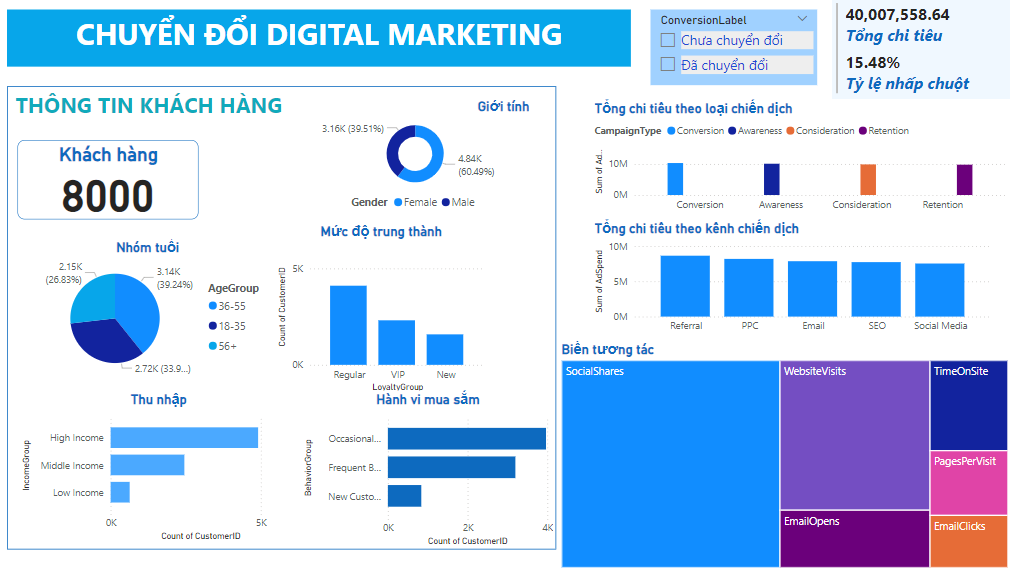 CHUYỂN ĐỔI DIGITAL MARKETING
ConversionLabel
Chưa chuyển đổi
Đã chuyển đổi
40,007,558.64
Tổng chi tiêu
15.48%
Tỷ lệ nhấp chuột
THÔNG TIN KHÁCH HÀNG
Khách hàng
8000
Giới tính
3.16K (39.51%)
4.84K
(60.49%)
Gender Female Male
Nhóm tuổi
2.15K
(26.83%)
3.14K
(39.24%)
2.72K (33.9...)
AgeGroup
36-55
18-35
56+
Mức độ trung thành
Count of CustomerID
5K
0K
Regular VIP New
LoyaltyGroup
Thu nhập
IncomeGroup
High Income
Middle Income
Low Income
0K 5K
Count of CustomerID
Hành vi mua sắm
BehaviorGroup
Occasional...
Frequent B...
New Custo...
0K 2K 4K
Count of CustomerID
Tổng chi tiêu theo loại chiến dịch
CampaignType Conversion Awareness Consideration Retention
Sum of Ad...
10M
0M
Conversion Awareness Consideration Retention
Tổng chi tiêu theo kênh chiến dịch
Sum of AdSpend
10M
5M
0M
Referral PPC Email SEO Social Media
Biến tương tác
SocialShares
WebsiteVisits
EmailOpens
TimeOnSite
PagesPerVisit
EmailClicks